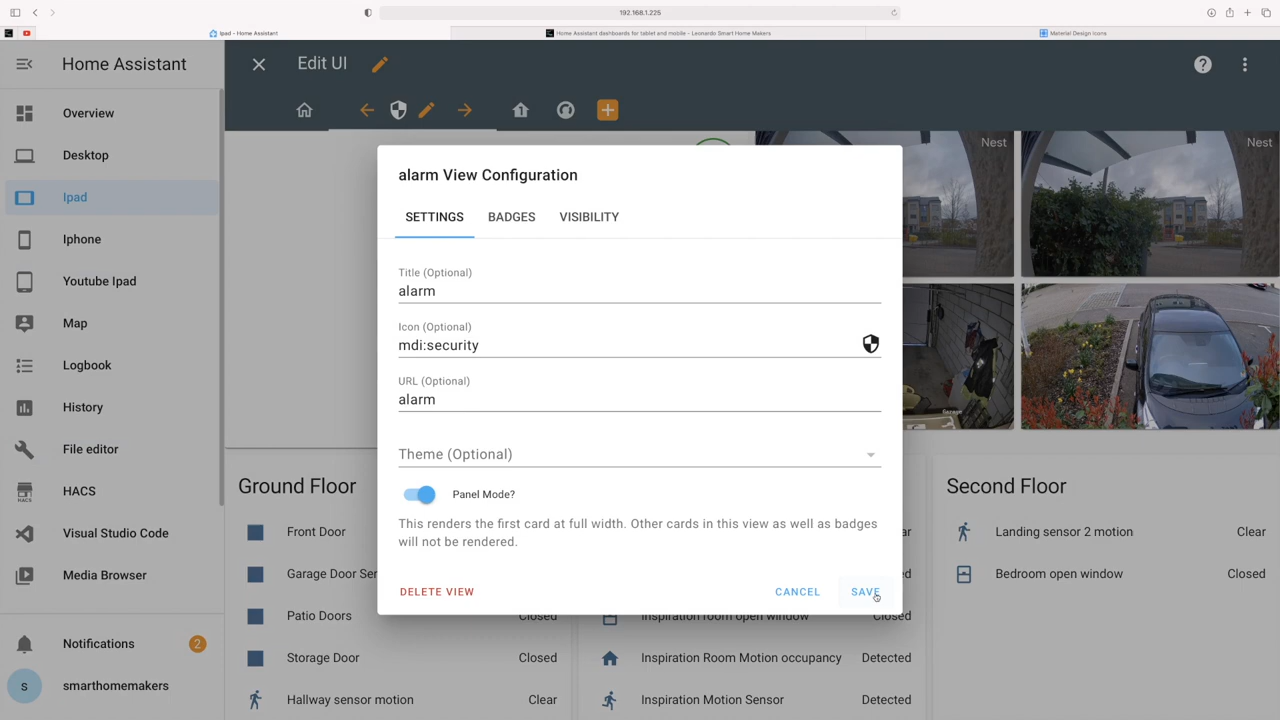 192.168.1.225
Ipad - Home Assistant
Home Assistant dashboards for tablet and mobile - Leonardo Smart Home Makers
Material Design Icons
Home Assistant
Edit UI
Overview
Desktop
Ipad
Iphone
Youtube Ipad
Map
Logbook
History
File editor
HACS
HACS
Visual Studio Code
Media Browser
Notifications
2
s
smarthomemakers
Nest
Nest
Garage
alarm View Configuration
SETTINGS
BADGES
VISIBILITY
Title (Optional)
alarm
Icon (Optional)
mdi:security
URL (Optional)
alarm
Theme (Optional)
Panel Mode?
This renders the first card at full width. Other cards in this view as well as badges
will not be rendered.
DELETE VIEW
CANCEL
SAVE
Ground Floor
Front Door
Garage Door Ser
Patio Doors
Closed
Storage Door
Closed
Hallway sensor motion
Clear
Inspiration room open window
Closed
Inspiration Room Motion occupancy
Detected
Inspiration Motion Sensor
Detected
Second Floor
Landing sensor 2 motion
Clear
Bedroom open window
Closed